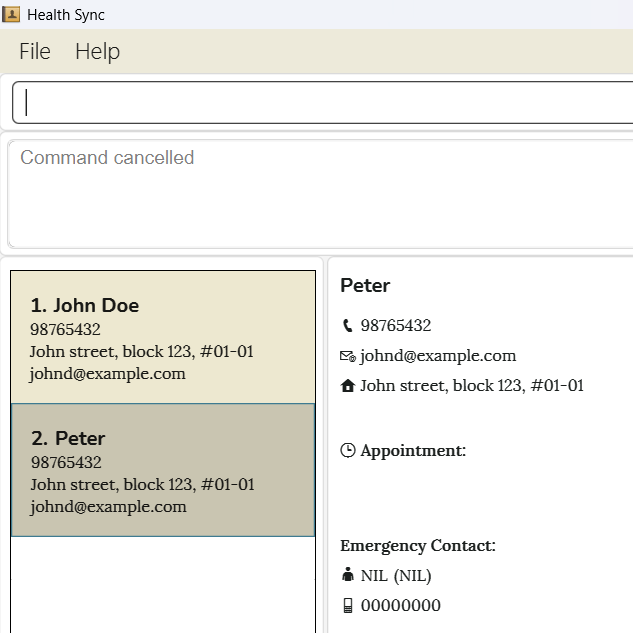 Health Sync
File Help
Command cancelled
1. John Doe
98765432
John street, block 123, #01-01
johnd@example.com
2. Peter
98765432
John street, block 123, #01-01
johnd@example.com
Peter
98765432
johnd@example.com
John street, block 123, #01-01
Appointment:
Emergency Contact:
NIL (NIL)
00000000